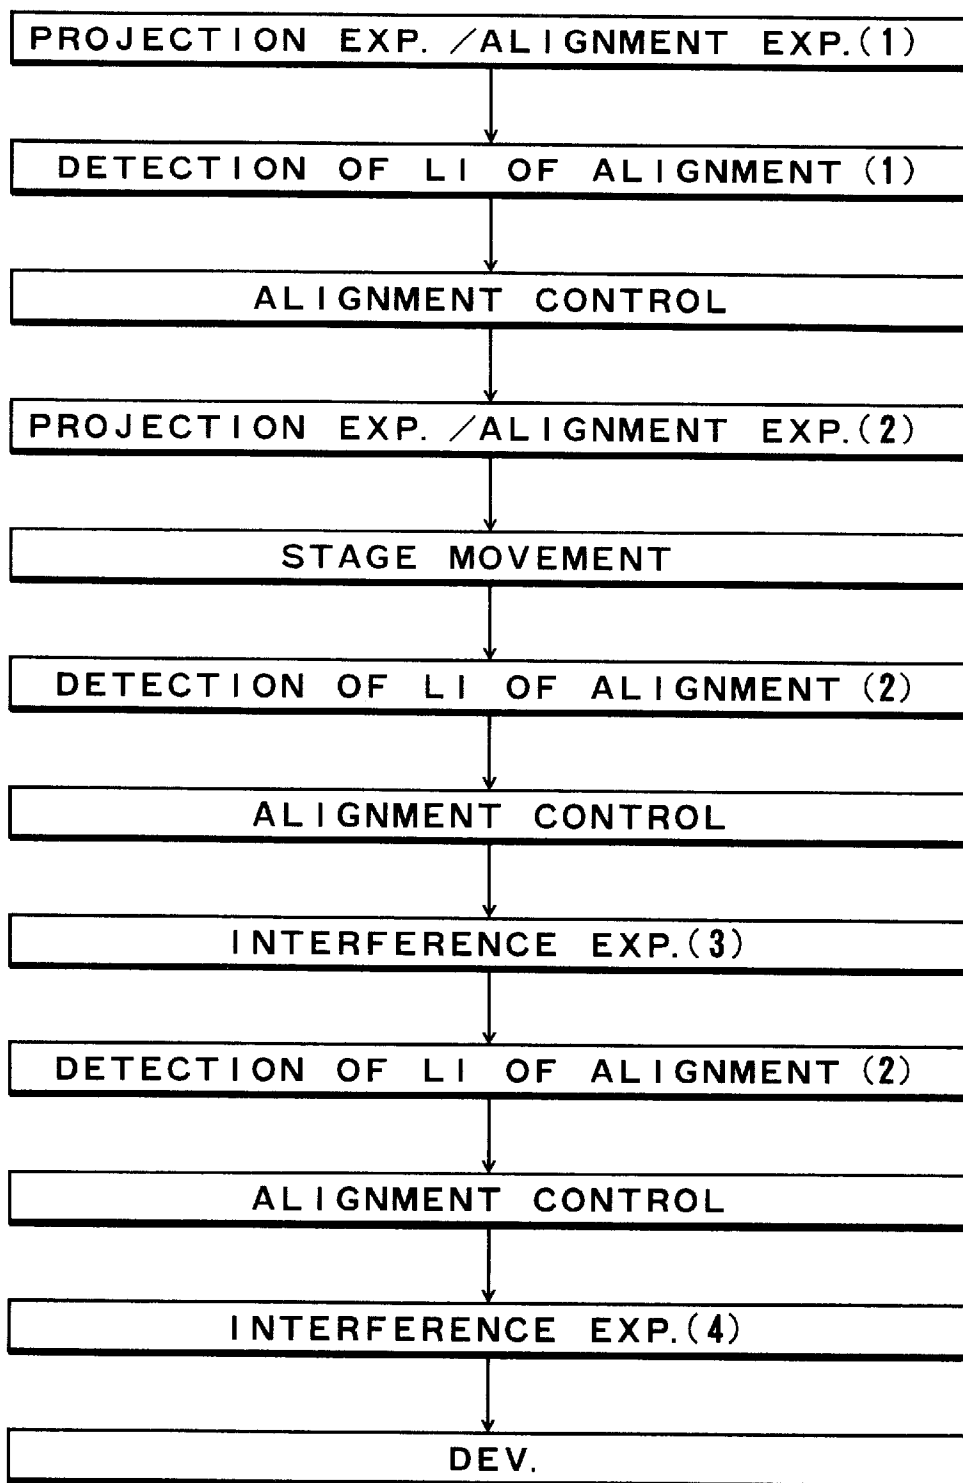 PROJECTION EXP. /ALIGNMENT EXP.(1)
DETECTION OF LI OF ALIGNMENT (1)
ALIGNMENT CONTROL
PROJECTION EXP. /ALIGNMENT EXP.(2)
STAGE MOVEMENT
DETECTION OF LI OF ALIGNMENT (2)
ALIGNMENT CONTROL
INTERFERENCE EXP.(3)
DETECTION OF LI OF ALIGNMENT (2)
ALIGNMENT CONTROL
INTERFERENCE EXP.(4)
DEV.